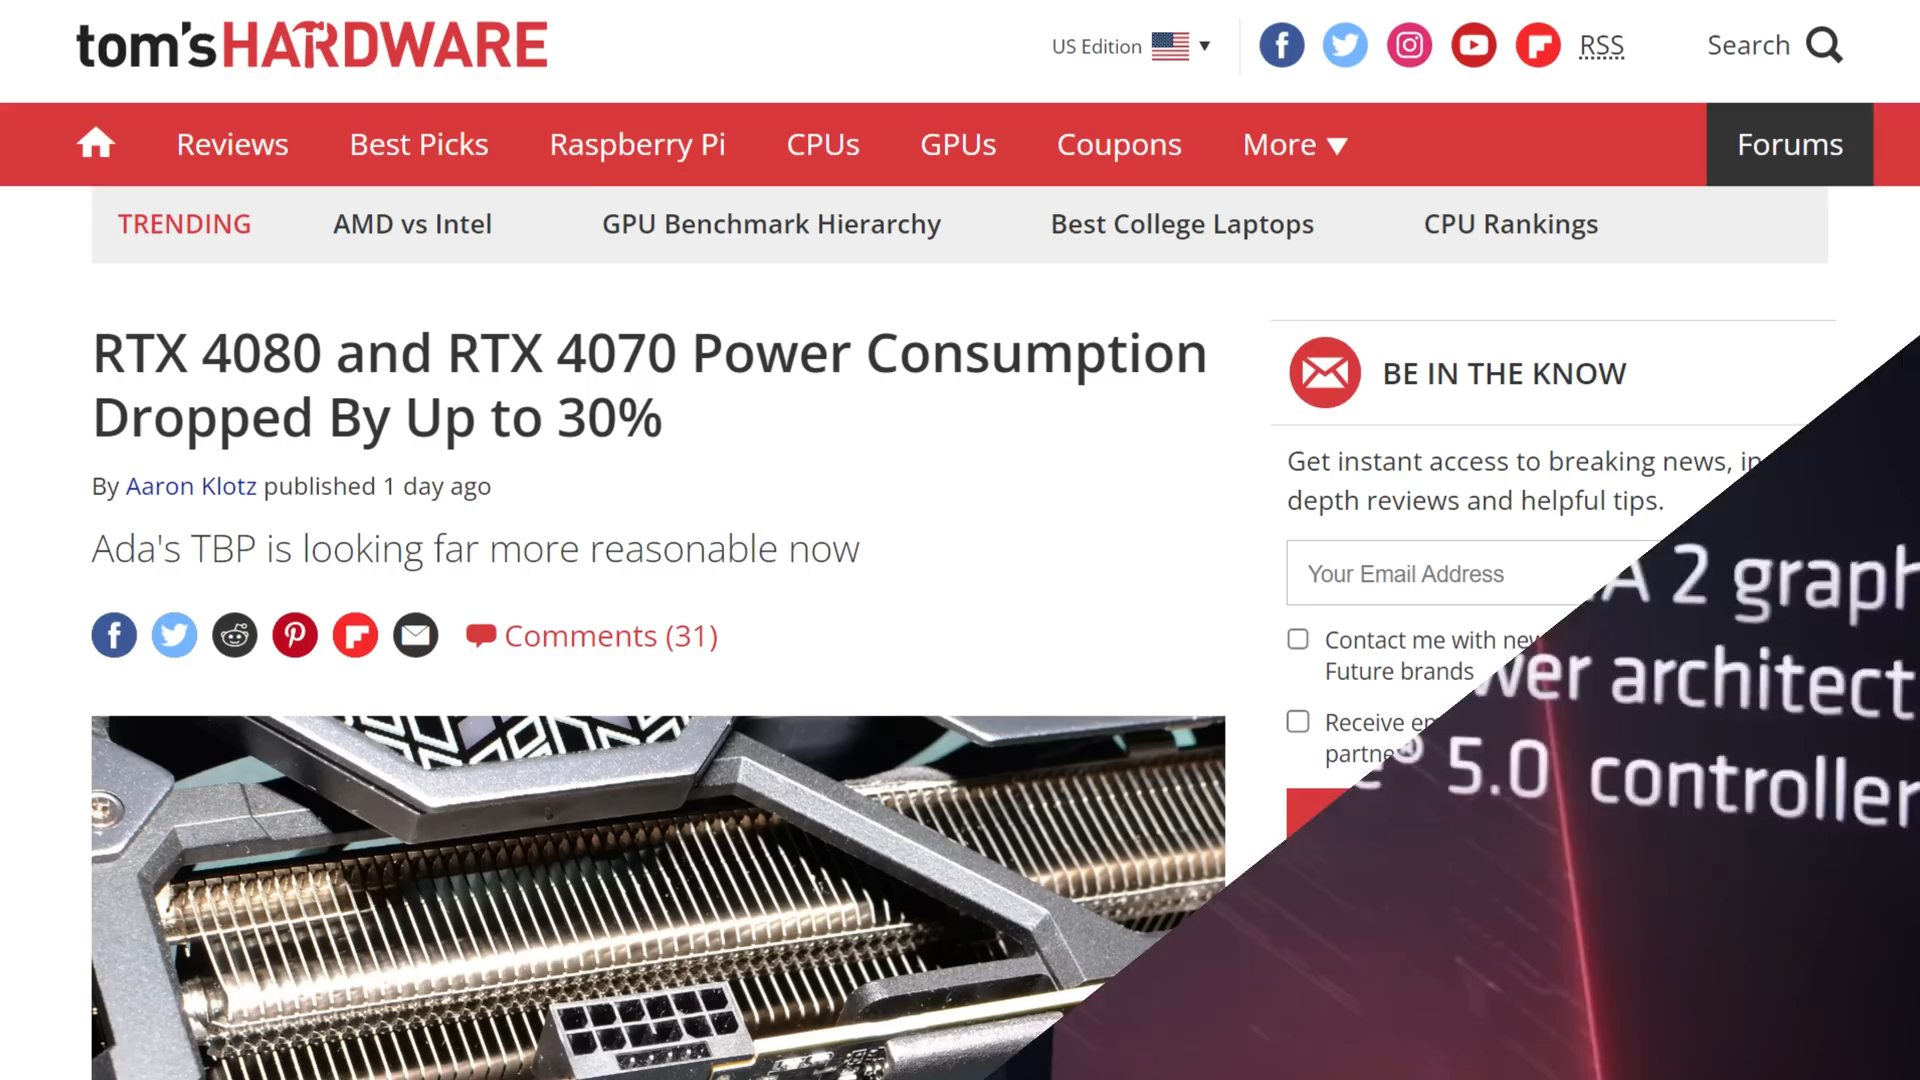 tom'sHARDWARE
US Edition
RSS
Search
Reviews
Best Picks
Raspberry Pi
CPUs
GPUs
Coupons
More
Forums
TRENDING
AMD vs Intel
GPU Benchmark Hierarchy
Best College Laptops
CPU Rankings
RTX 4080 and RTX 4070 Power Consumption
Dropped By Up to 30%
By Aaron Klotz published 1 day ago
Ada's TBP is looking far more reasonable now
Comments (31)
BE IN THE KNOW
Get instant access to breaking news, in
depth reviews and helpful tips.
Your Email Address
Contact me with new
Future brands
Receive em
partne
A 2 graph
wer architect
e® 5.0 controller